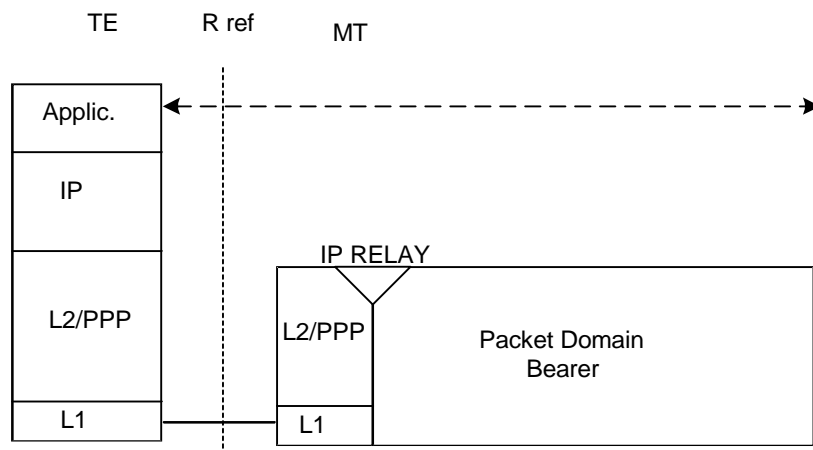 TE
R ref
MT
Applic.
IP
IP RELAY
L2/PPP
L2/PPP
Packet Domain
Bearer
L1
L1